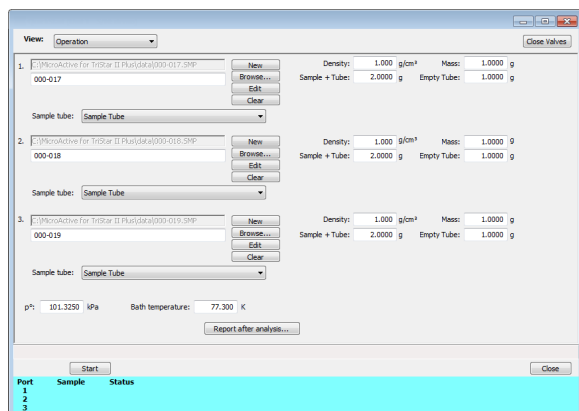 View: Operation Close Valves
1. C:\MicroActive for TriStar II Plus\data\000-017.SMP New Density: 1.000 g/cm³ Mass: 1.0000 g
000-017 Browse... Sample + Tube: 2.0000 g Empty Tube: 1.0000 g
Edit
Clear
Sample tube: Sample Tube
2. C:\MicroActive for TriStar II Plus\data\000-018.SMP New Density: 1.000 g/cm³ Mass: 1.0000 g
000-018 Browse... Sample + Tube: 2.0000 g Empty Tube: 1.0000 g
Edit
Clear
Sample tube: Sample Tube
3. C:\MicroActive for TriStar II Plus\data\000-019.SMP New Density: 1.000 g/cm³ Mass: 1.0000 g
000-019 Browse... Sample + Tube: 2.0000 g Empty Tube: 1.0000 g
Edit
Clear
Sample tube: Sample Tube
p°: 101.3250 kPa Bath temperature: 77.300 K
Report after analysis...
Start Close
Port Sample Status
1
2
3